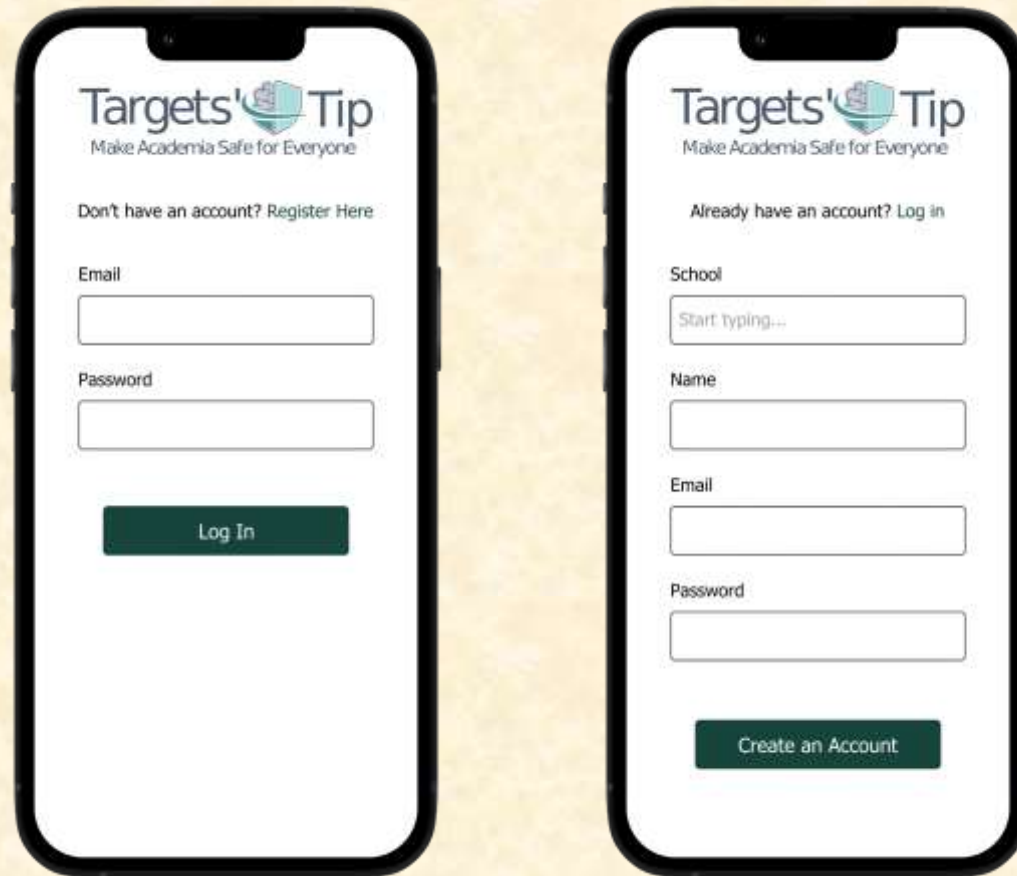 Targets' Tip
Make Academia Safe for Everyone
Don't have an account? Register Here
Email
Password
Log In
Targets' Tip
Make Academia Safe for Everyone
Already have an account? Log in
School
Start typing...
Name
Email
Password
Create an Account